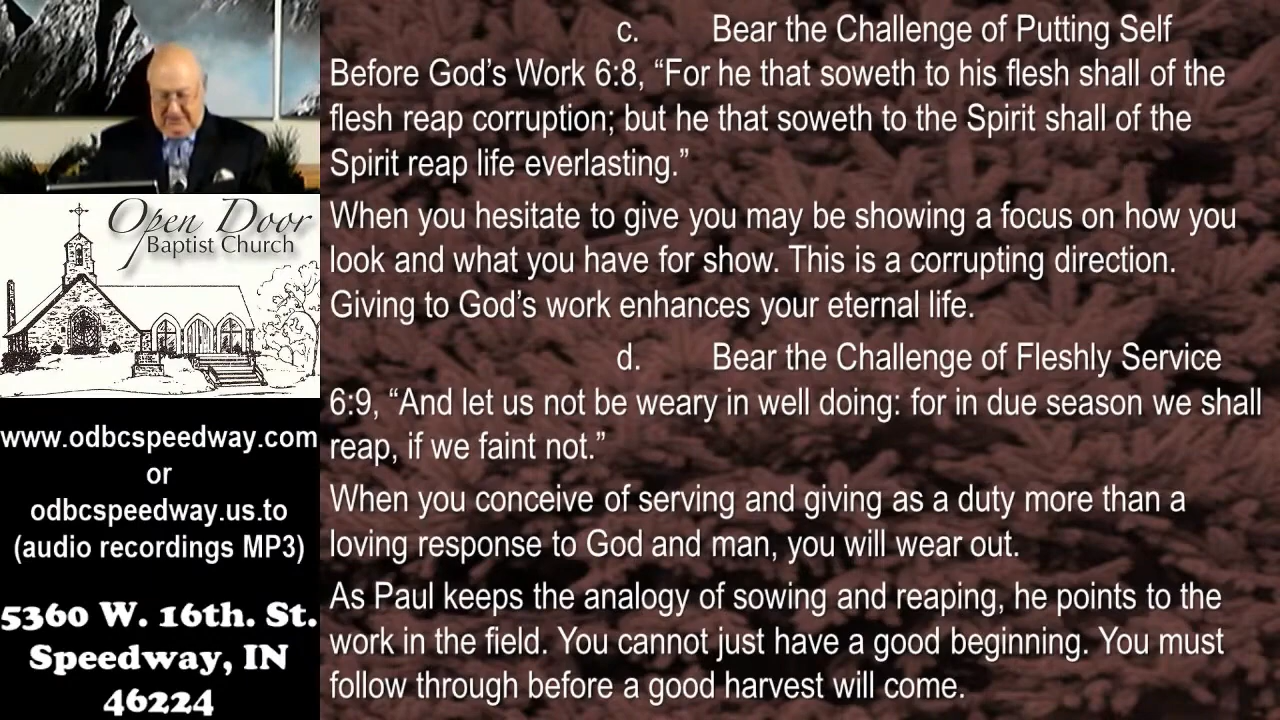 Open Door
Baptist Church
www.odbcspeedway.com
or
odbcspeedway.us.to
(audio recordings MP3)
5360 W. 16th. St.
Speedway, IN
46224
c. Bear the Challenge of Putting Self
Before God’s Work 6:8, “For he that soweth to his flesh shall of the
flesh reap corruption; but he that soweth to the Spirit shall of the
Spirit reap life everlasting.”
When you hesitate to give you may be showing a focus on how you
look and what you have for show. This is a corrupting direction.
Giving to God’s work enhances your eternal life.
d. Bear the Challenge of Fleshly Service
6:9, “And let us not be weary in well doing: for in due season we shall
reap, if we faint not.”
When you conceive of serving and giving as a duty more than a
loving response to God and man, you will wear out.
As Paul keeps the analogy of sowing and reaping, he points to the
work in the field. You cannot just have a good beginning. You must
follow through before a good harvest will come.